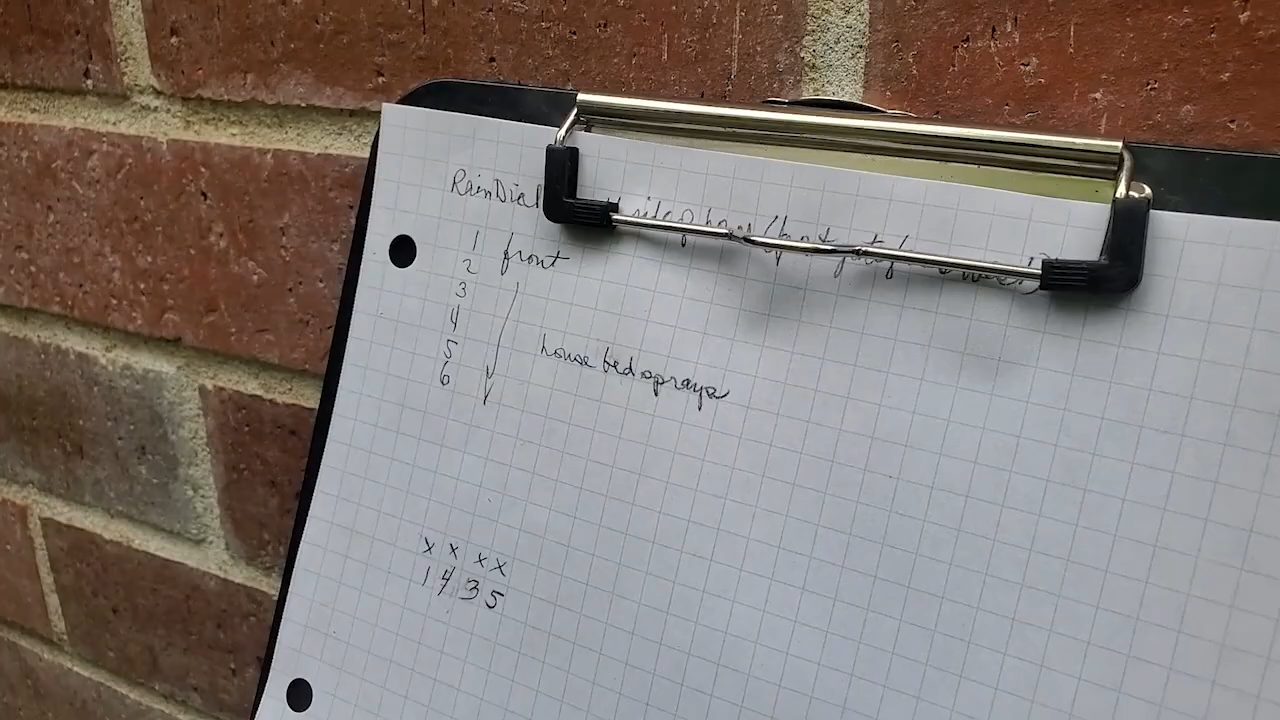 RainDial
1 front
2
3
4
5 house bed sprays
6
x x x x
1 4 3 5